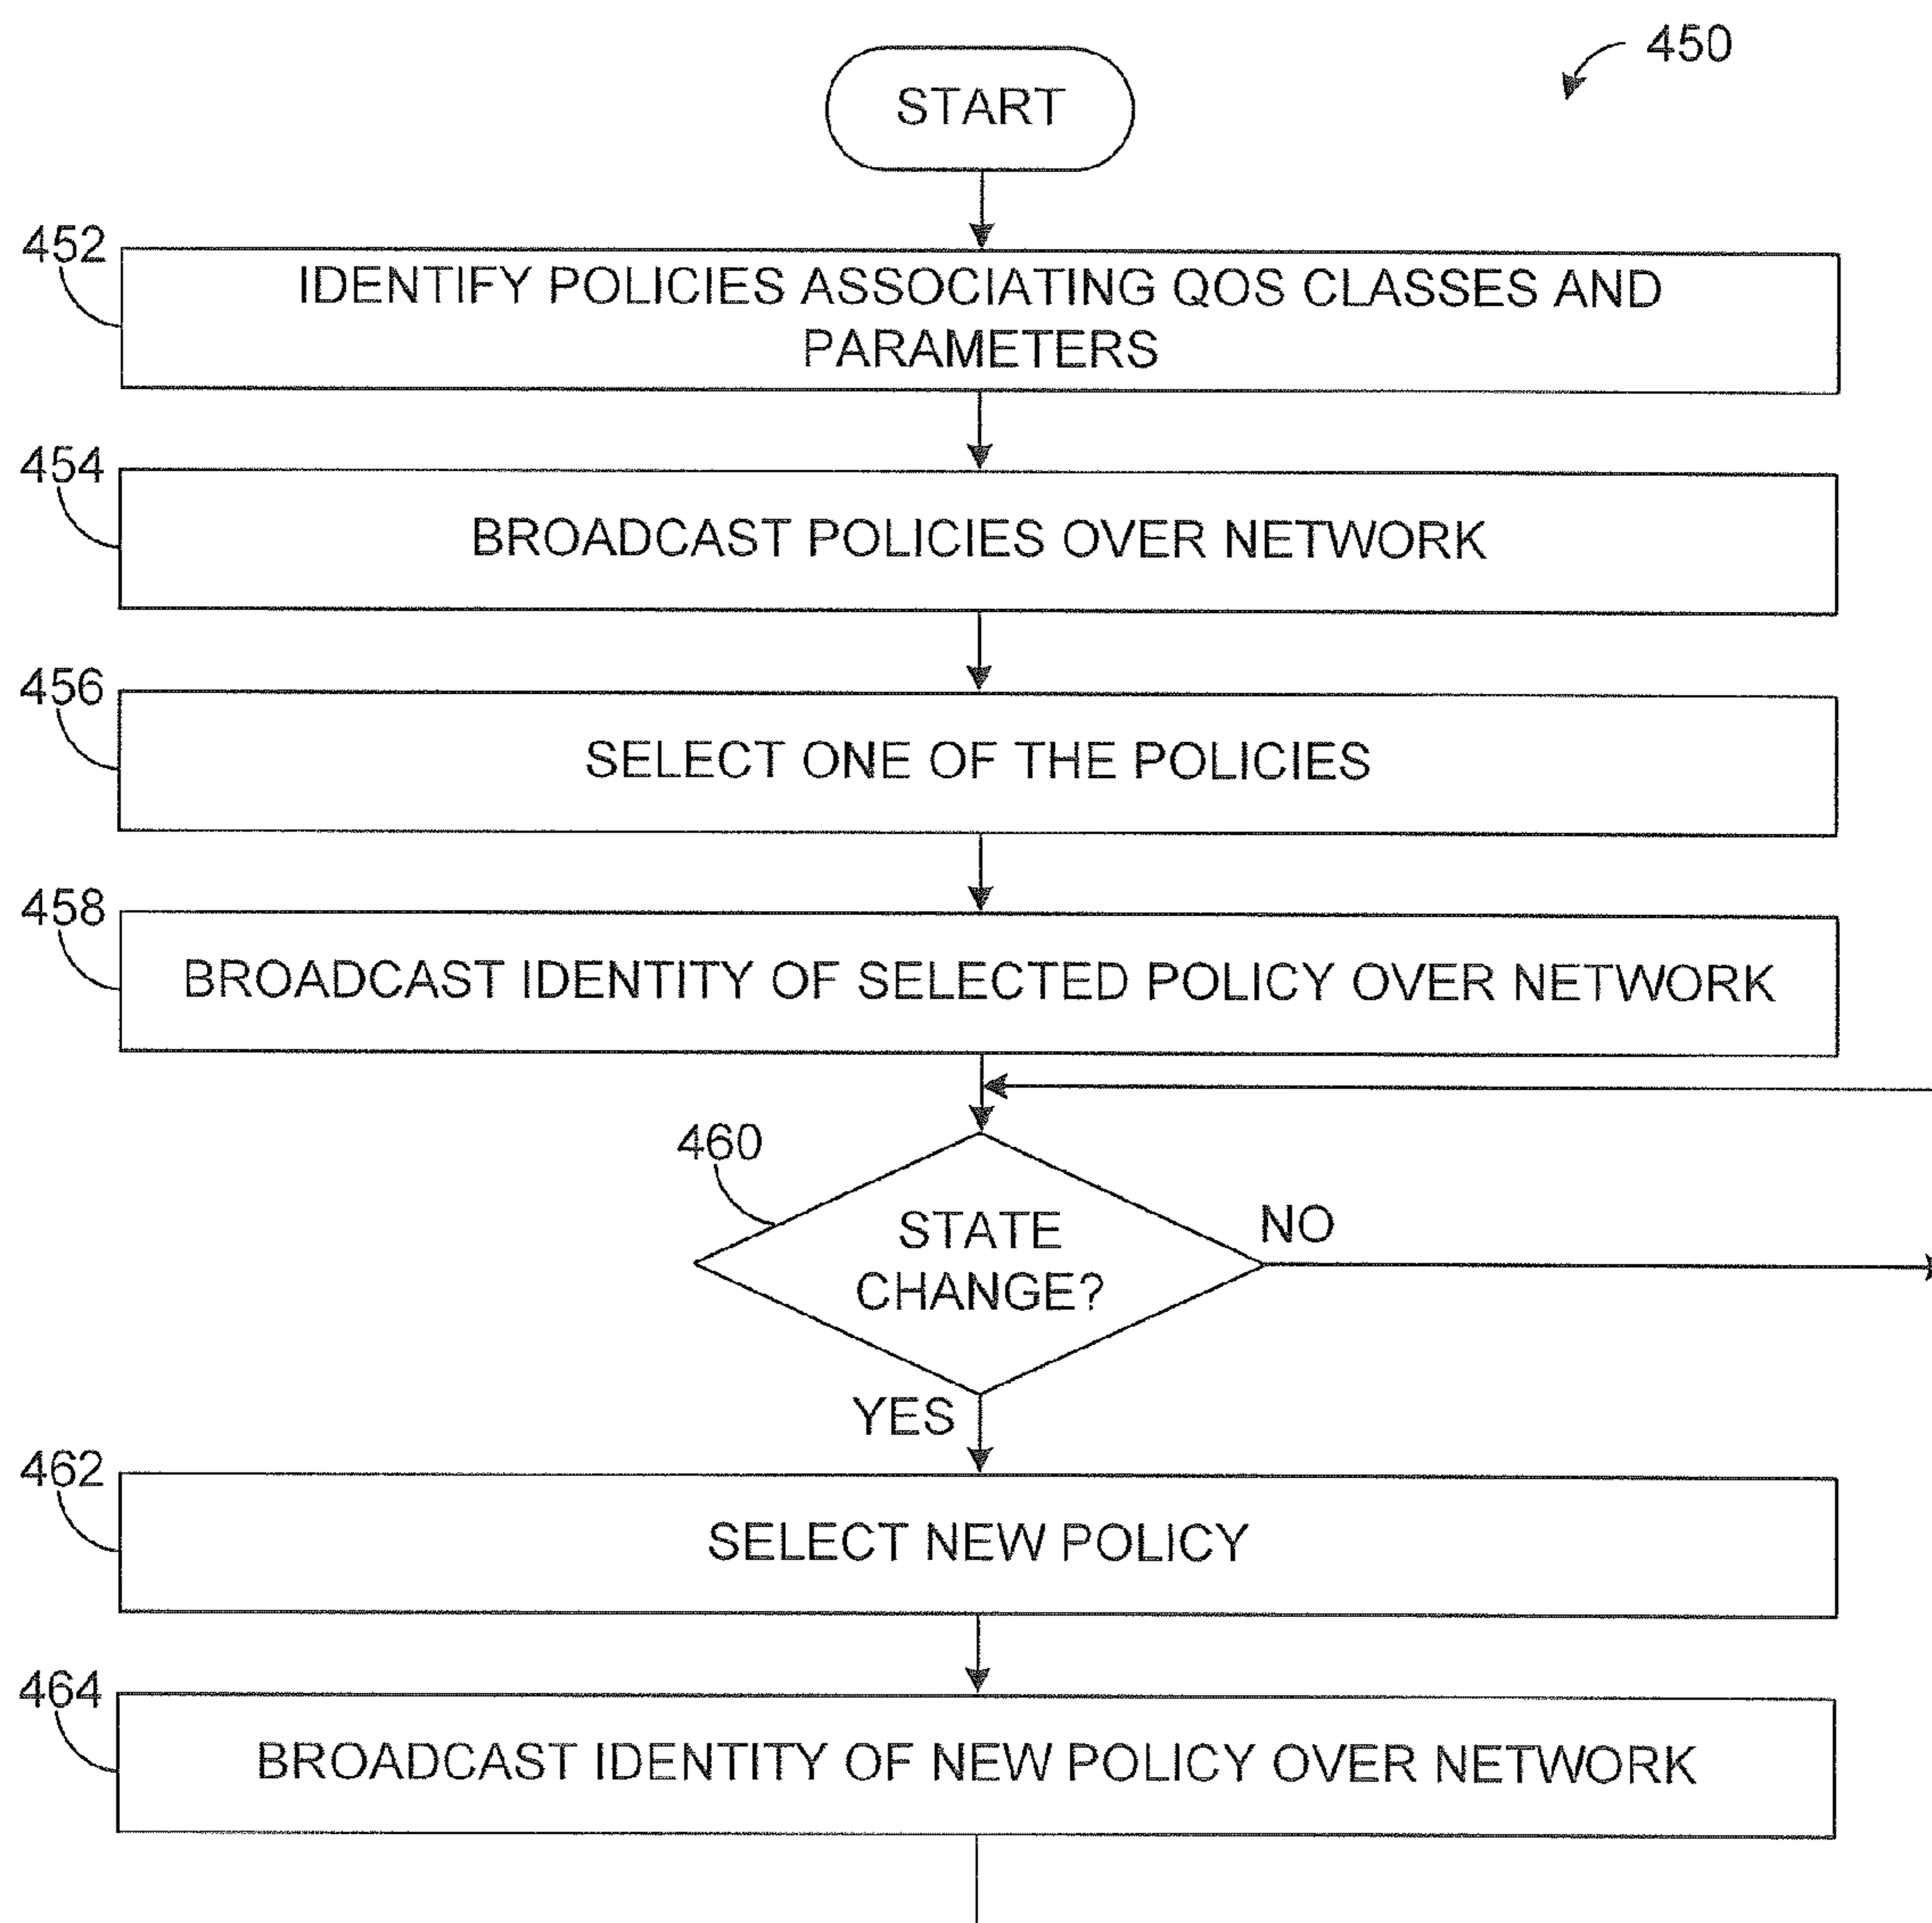 450
START
452
IDENTIFY POLICIES ASSOCIATING QOS CLASSES AND
PARAMETERS
454
BROADCAST POLICIES OVER NETWORK
456
SELECT ONE OF THE POLICIES
458
BROADCAST IDENTITY OF SELECTED POLICY OVER NETWORK
460
STATE
CHANGE?
NO
YES
462
SELECT NEW POLICY
464
BROADCAST IDENTITY OF NEW POLICY OVER NETWORK